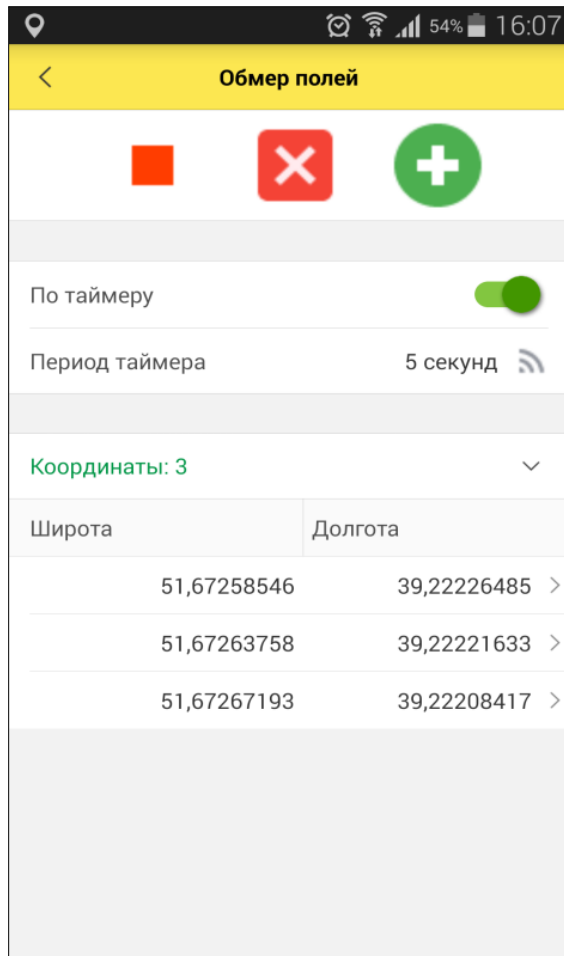 54% 16:07
Обмер полей
По таймеру
Период таймера 5 секунд
Координаты: 3
Широта Долгота
51,67258546 39,22226485
51,67263758 39,22221633
51,67267193 39,22208417